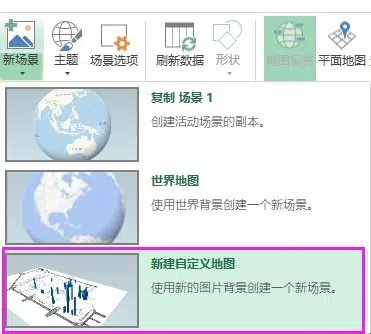 新场景 主题 场景选项 刷新数据 形状 地图标签 平面地图
复制 场景 1
创建活动场景的副本。
世界地图
使用世界背景创建一个新场景。
新建自定义地图
使用新的图片背景创建一个新场景。